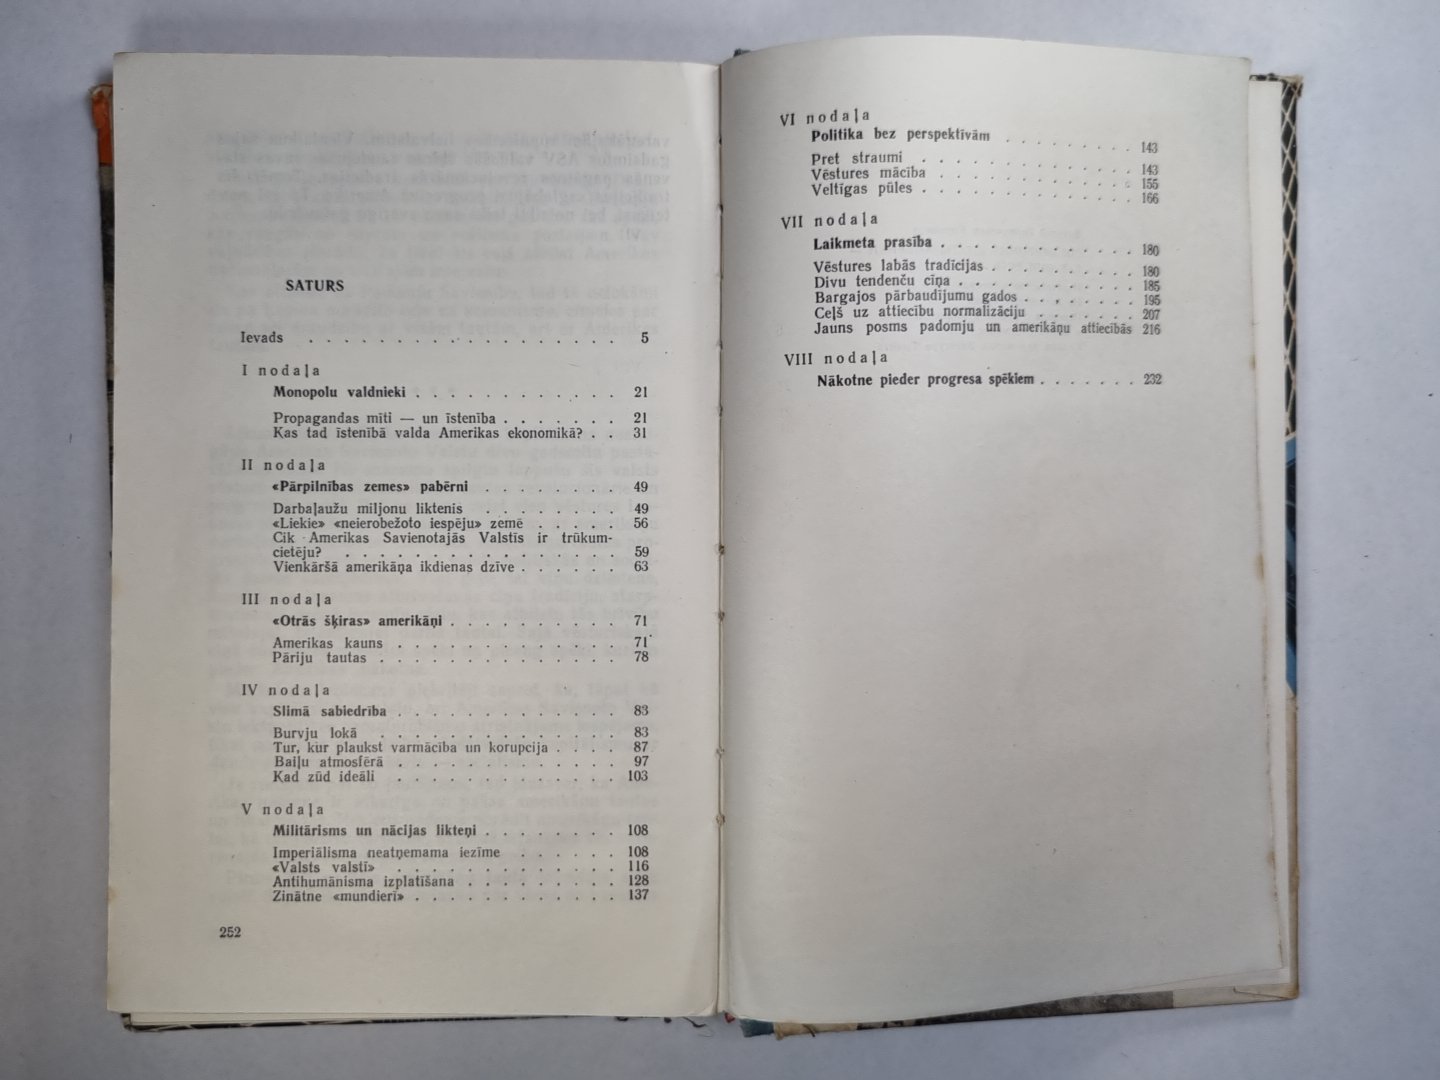 SATURS
Ievads . . . . . . . . . . . . . . . . . . 5
I nodaļa
Monopolu valdnieki . . . . . . . . . . . . 21
Propagandas mīti — un īstenība . . . . . . . 21
Kas tad īstenībā valda Amerikas ekonomikā? . . 31
II nodaļa
«Pārpilnības zemes» pabērni . . . . . . . . 49
Darbaļaužu miljonu liktenis . . . . . . . . 49
«Liekie» «neierobežoto iespēju» zemē . . . . . 56
Cik Amerikas Savienotajās Valstīs ir trūkum-
cietēju? . . . . . . . . . . . . . . . . 59
Vienkāršā amerikāņa ikdienas dzīve . . . . . . 63
III nodaļa
«Otrās šķiras» amerikāņi . . . . . . . . . . 71
Amerikas kauns . . . . . . . . . . . . . 71
Pāriju tautas . . . . . . . . . . . . . . 78
IV nodaļa
Slimā sabiedrība . . . . . . . . . . . . . 83
Burvju lokā . . . . . . . . . . . . . . 83
Tur, kur plaukst varmācība un korupcija . . . . 87
Baiļu atmosfērā . . . . . . . . . . . . . 97
Kad zūd ideāli . . . . . . . . . . . . . 103
V nodaļa
Militārisms un nācijas likteņi . . . . . . . . 108
Imperiālisma neatņemama iezīme . . . . . . 108
«Valsts valstī» . . . . . . . . . . . . . 116
Antihumānisma izplatīšana . . . . . . . . . 128
Zinātne «mundierī» . . . . . . . . . . . . 137
252
VI nodaļa
Politika bez perspektīvām . . . . . . . . 143
Pret straumi . . . . . . . . . . . . . 143
Vēstures mācība . . . . . . . . . . . . 155
Veltīgas pūles . . . . . . . . . . . . . 166
VII nodaļa
Laikmeta prasība . . . . . . . . . . . . 180
Vēstures labās tradīcijas . . . . . . . . . 180
Divu tendenču cīņa . . . . . . . . . . . 185
Bargajos pārbaudījumu gados . . . . . . . . 195
Ceļš uz attiecību normalizāciju . . . . . . . 207
Jauns posms padomju un amerikāņu attiecībās 216
VIII nodaļa
Nākotne pieder progresa spēkiem . . . . . . . 232